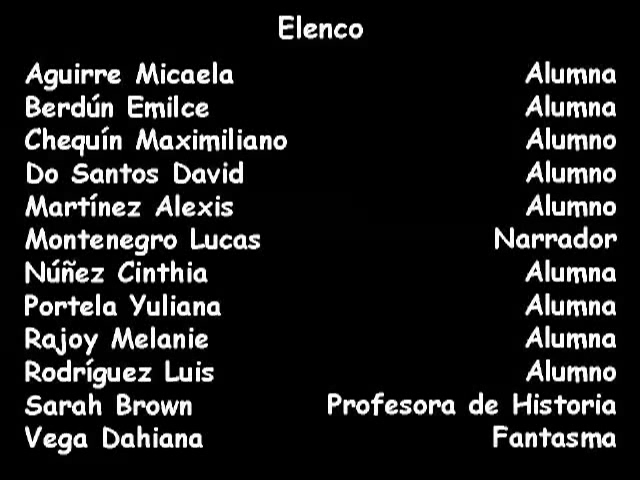 Elenco
Aguirre Micaela Alumna
Berdún Emilce Alumna
Chequín Maximiliano Alumno
Do Santos David Alumno
Martínez Alexis Alumno
Montenegro Lucas Narrador
Núñez Cinthia Alumna
Portela Yuliana Alumna
Rajoy Melanie Alumna
Rodríguez Luis Alumno
Sarah Brown Profesora de Historia
Vega Dahiana Fantasma